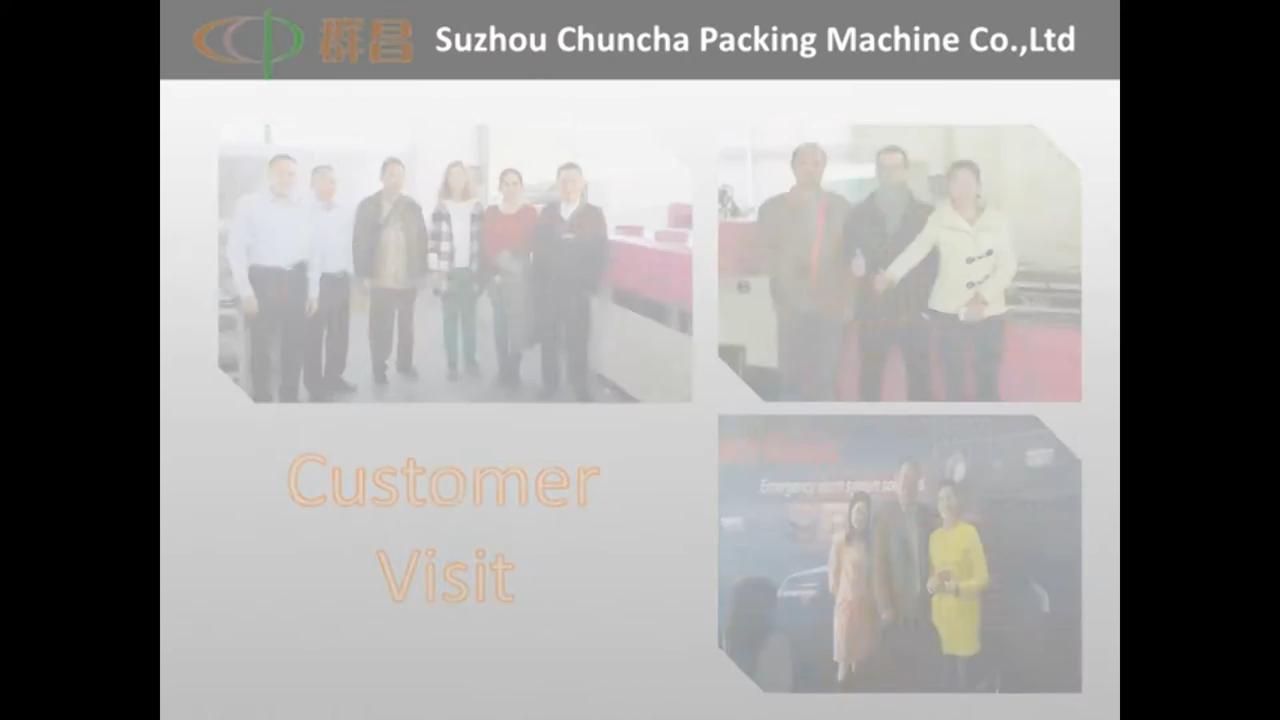 群昌 Suzhou Chuncha Packing Machine Co.,Ltd
Customer
Visit
Emergency